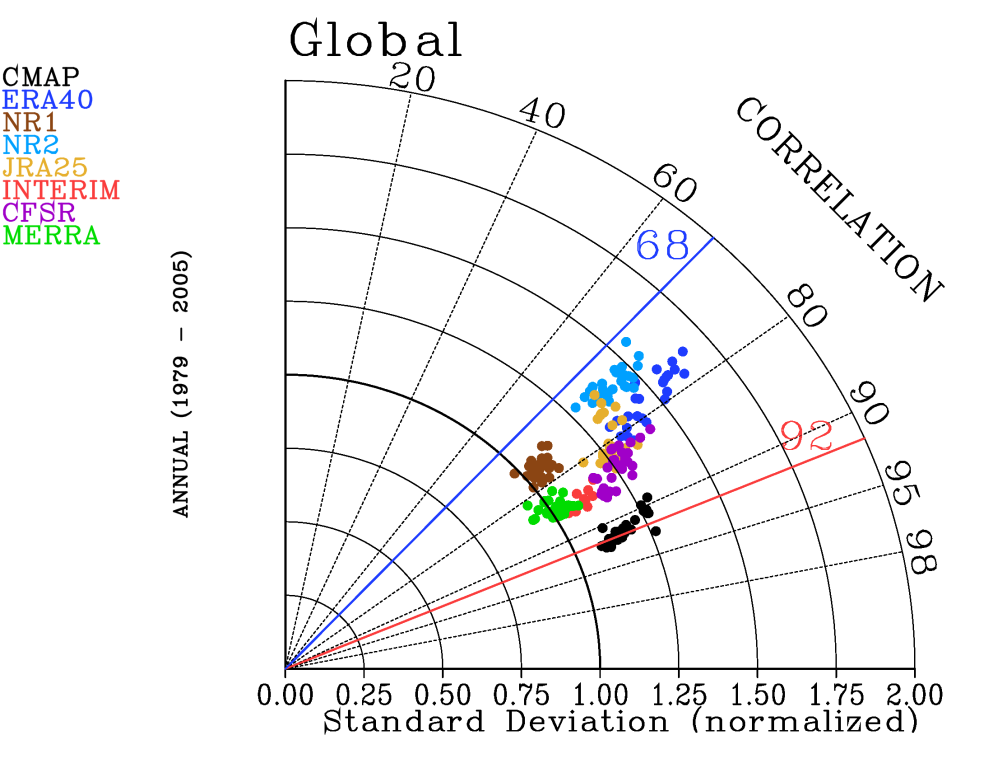 Global
CMAP
ERA40
NR1
NR2
JRA25
INTERIM
CFSR
MERRA
20
40
60
68
80
90
92
95
98
CORRELATION
ANNUAL (1979 - 2005)
0.00 0.25 0.50 0.75 1.00 1.25 1.50 1.75 2.00
Standard Deviation (normalized)